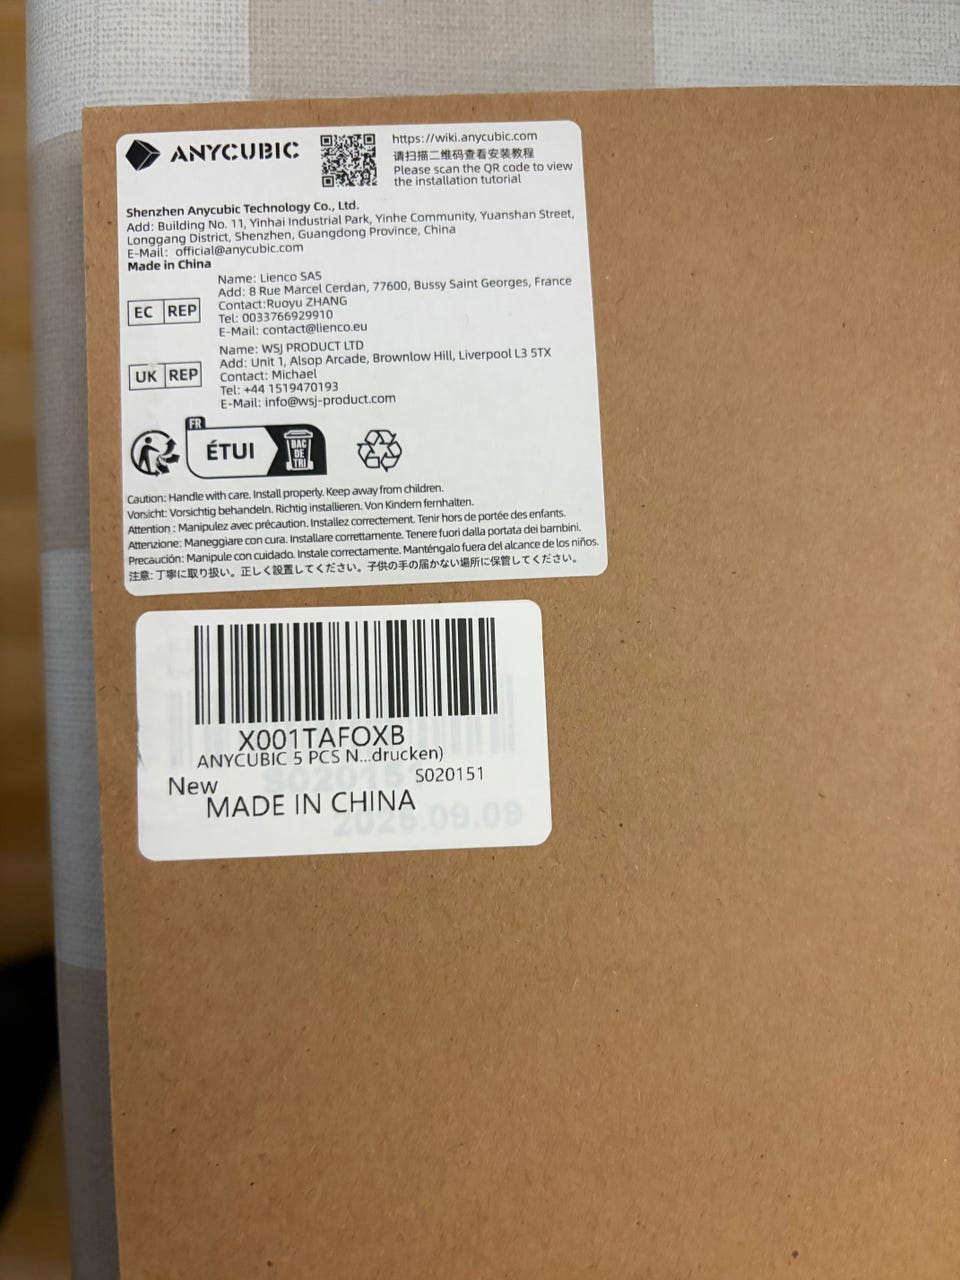 ANYCUBIC
https://wiki.anycubic.com
请扫描二维码查看安装教程
Please scan the QR code to view
the installation tutorial
Shenzhen Anycubic Technology Co., Ltd.
Add: Building No. 11, Yinhai Industrial Park, Yinhe Community, Yuanshan Street,
Longgang District, Shenzhen, Guangdong Province, China
E-Mail: official@anycubic.com
Made in China
EC REP
Name: Lienco SAS
Add: 8 Rue Marcel Cerdan, 77600, Bussy Saint Georges, France
Contact:Ruoyu ZHANG
Tel: 0033766929910
E-Mail: contact@lienco.eu
UK REP
Name: WSJ PRODUCT LTD
Add: Unit 1, Alsop Arcade, Brownlow Hill, Liverpool L3 5TX
Contact: Michael
Tel: +44 1519470193
E-Mail: info@wsj-product.com
FR
ÉTUI
BAC
DE
TRI
Caution: Handle with care. Install properly. Keep away from children.
Vorsicht: Vorsichtig behandeln. Richtig installieren. Von Kindern fernhalten.
Attention : Manipulez avec précaution. Installez correctement. Tenir hors de portée des enfants.
Attenzione: Maneggiare con cura. Installare correttamente. Tenere fuori dalla portata dei bambini.
Precaución: Manipule con cuidado. Instale correctamente. Manténgalo fuera del alcance de los niños.
注意: 丁寧に取り扱い。正しく設置してください。子供の手の届かない場所に保管してください。
X001TAFOXB
ANYCUBIC 5 PCS N...drucken)
S020151
New
MADE IN CHINA
S020151